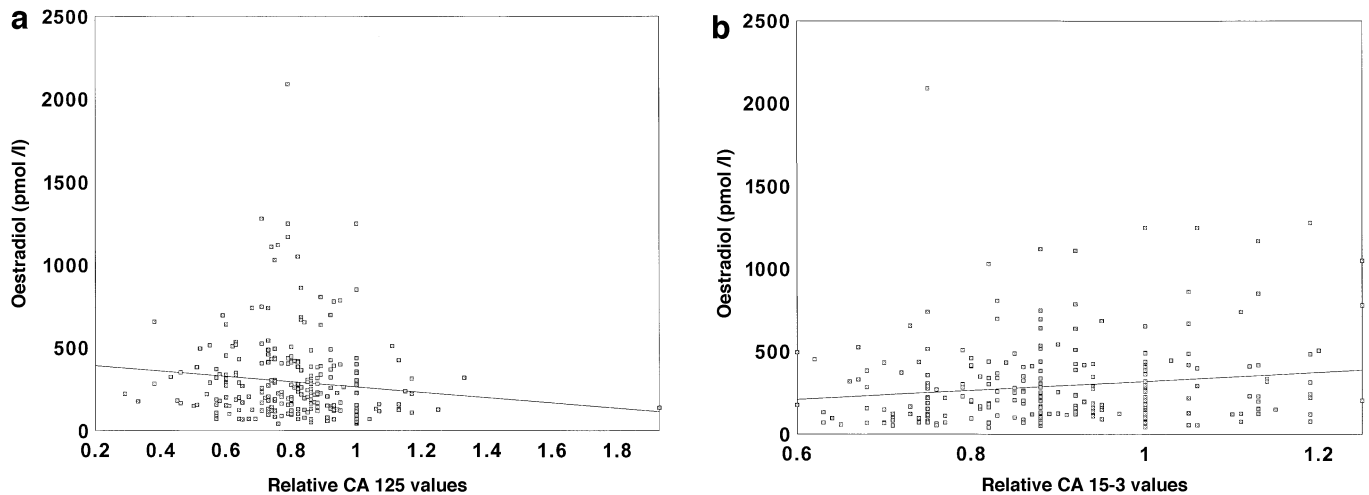 a
2500
2000
1500
1000
500
0
Oestradiol (pmol /l)
0.2 0.4 0.6 0.8 1 1.2 1.4 1.6 1.8
Relative CA 125 values
b
2500
2000
1500
1000
500
0
Oestradiol (pmol /l)
0.6 0.8 1 1.2
Relative CA 15-3 values